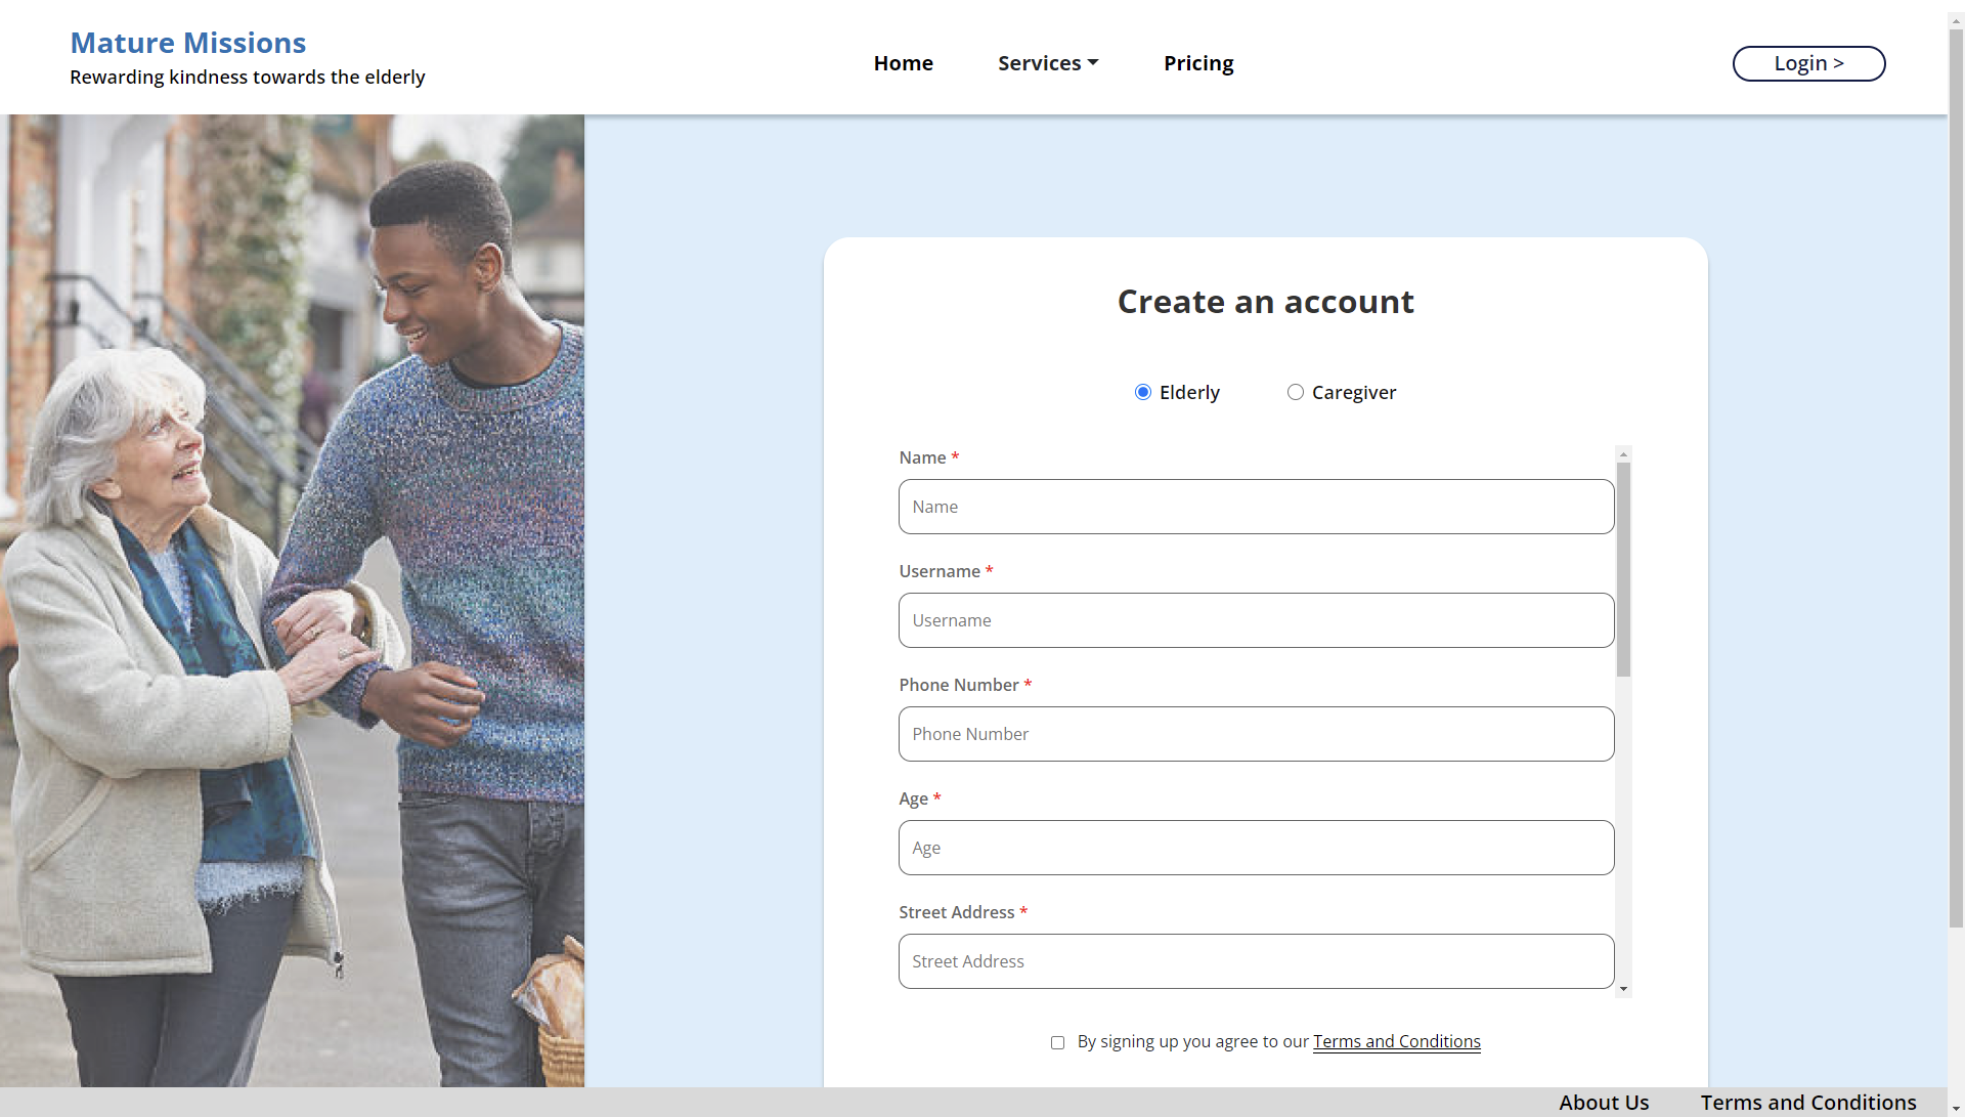 Mature Missions
Rewarding kindness towards the elderly
Home Services Pricing
Login >
Create an account
Elderly Caregiver
Name *
Name
Username *
Username
Phone Number *
Phone Number
Age *
Age
Street Address *
Street Address
By signing up you agree to our Terms and Conditions
About Us Terms and Conditions